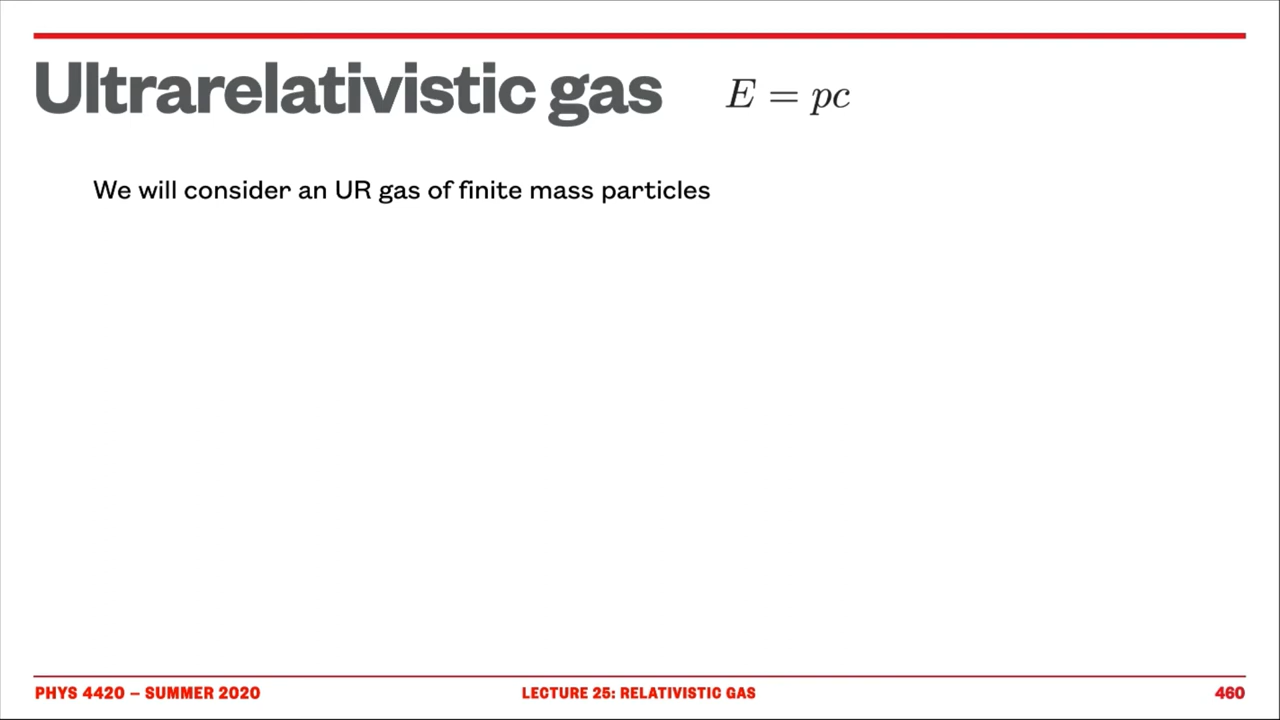 Ultrarelativistic gas E = pc
We will consider an UR gas of finite mass particles
PHYS 4420 – SUMMER 2020 LECTURE 25: RELATIVISTIC GAS 460